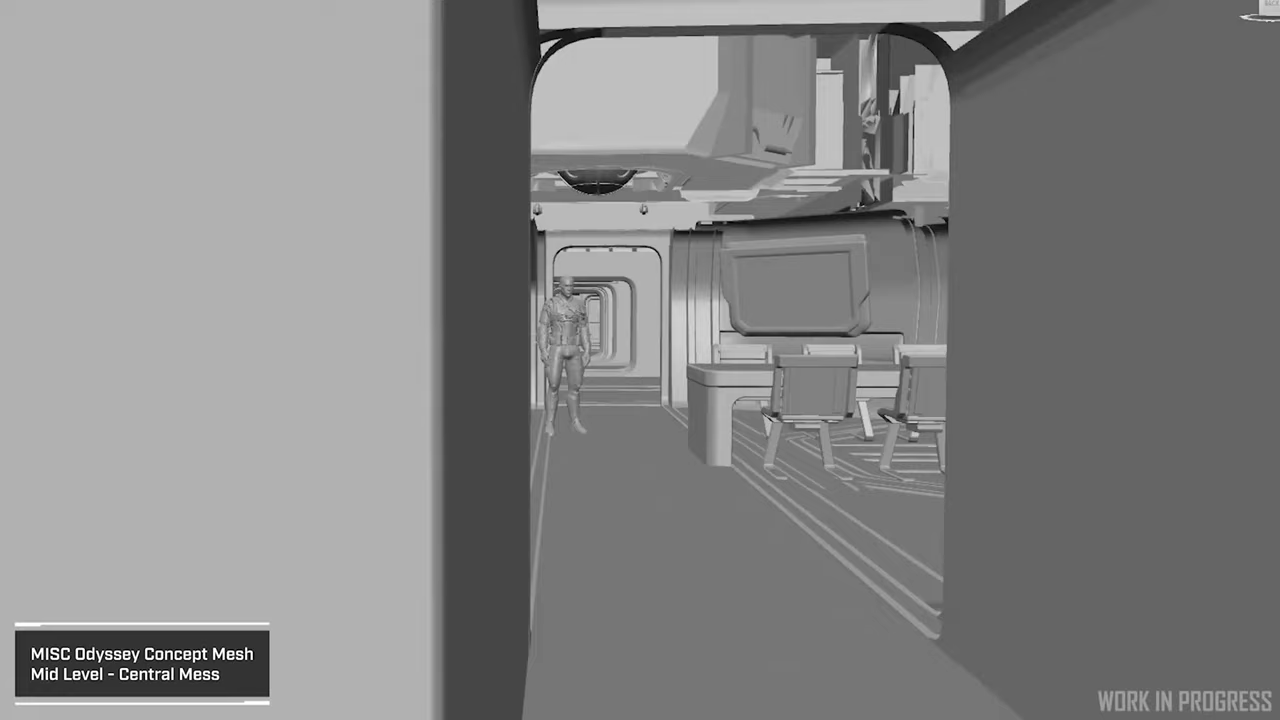 MISC Odyssey Concept Mesh
Mid Level - Central Mess
WORK IN PROGRESS